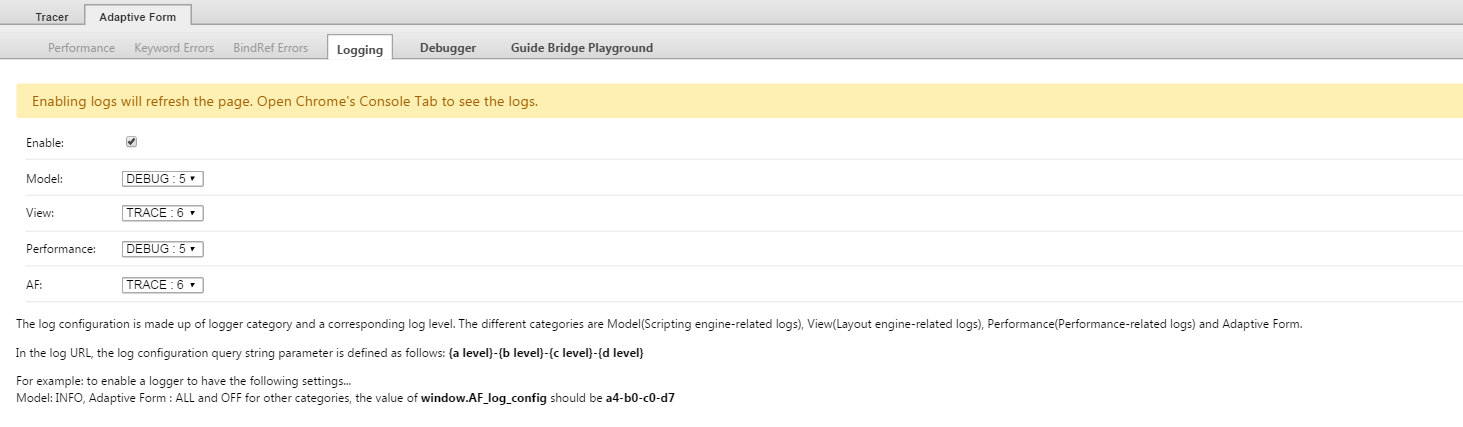 Tracer Adaptive Form
Performance Keyword Errors BindRef Errors Logging Debugger Guide Bridge Playground
Enabling logs will refresh the page. Open Chrome's Console Tab to see the logs.
Enable:
Model: DEBUG : 5
View: TRACE : 6
Performance: DEBUG : 5
AF: TRACE : 6
The log configuration is made up of logger category and a corresponding log level. The different categories are Model(Scripting engine-related logs), View(Layout engine-related logs), Performance(Performance-related logs) and Adaptive Form.
In the log URL, the log configuration query string parameter is defined as follows: {a level}-{b level}-{c level}-{d level}
For example: to enable a logger to have the following settings...
Model: INFO, Adaptive Form : ALL and OFF for other categories, the value of window.AF_log_config should be a4-b0-c0-d7